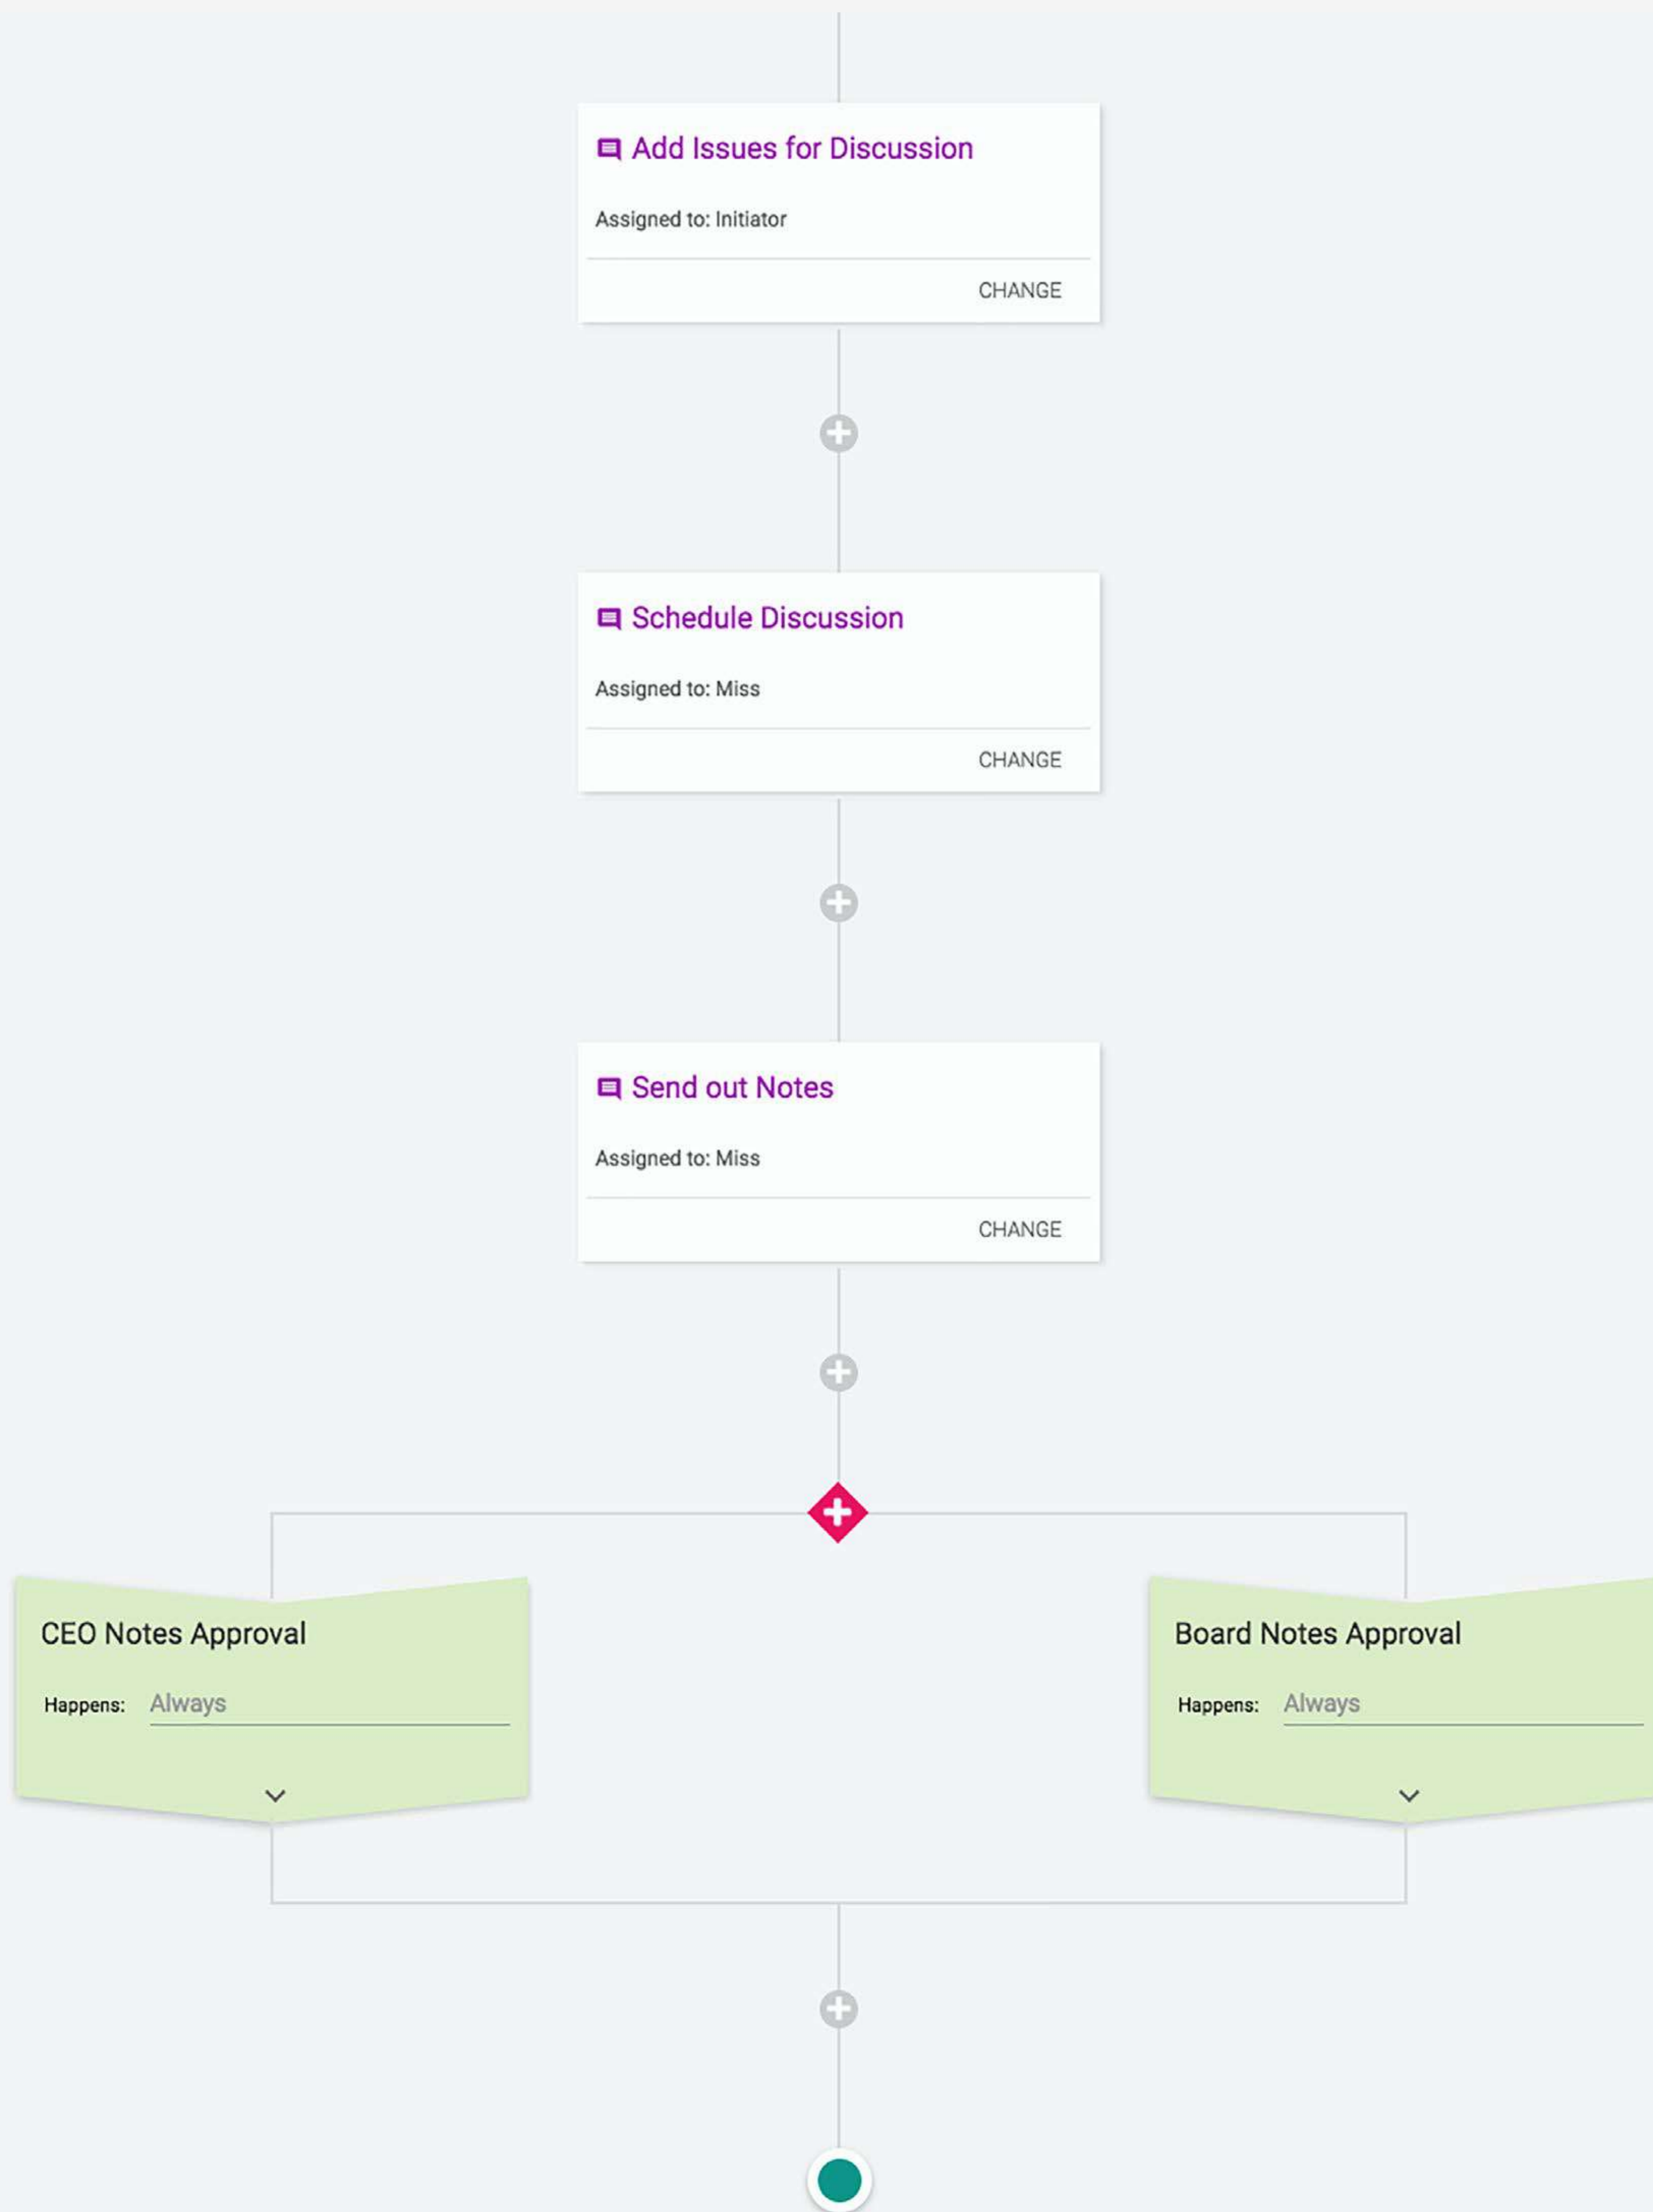 Add Issues for Discussion
Assigned to: Initiator
CHANGE
Schedule Discussion
Assigned to: Miss
CHANGE
Send out Notes
Assigned to: Miss
CHANGE
CEO Notes Approval
Happens: Always
Board Notes Approval
Happens: Always